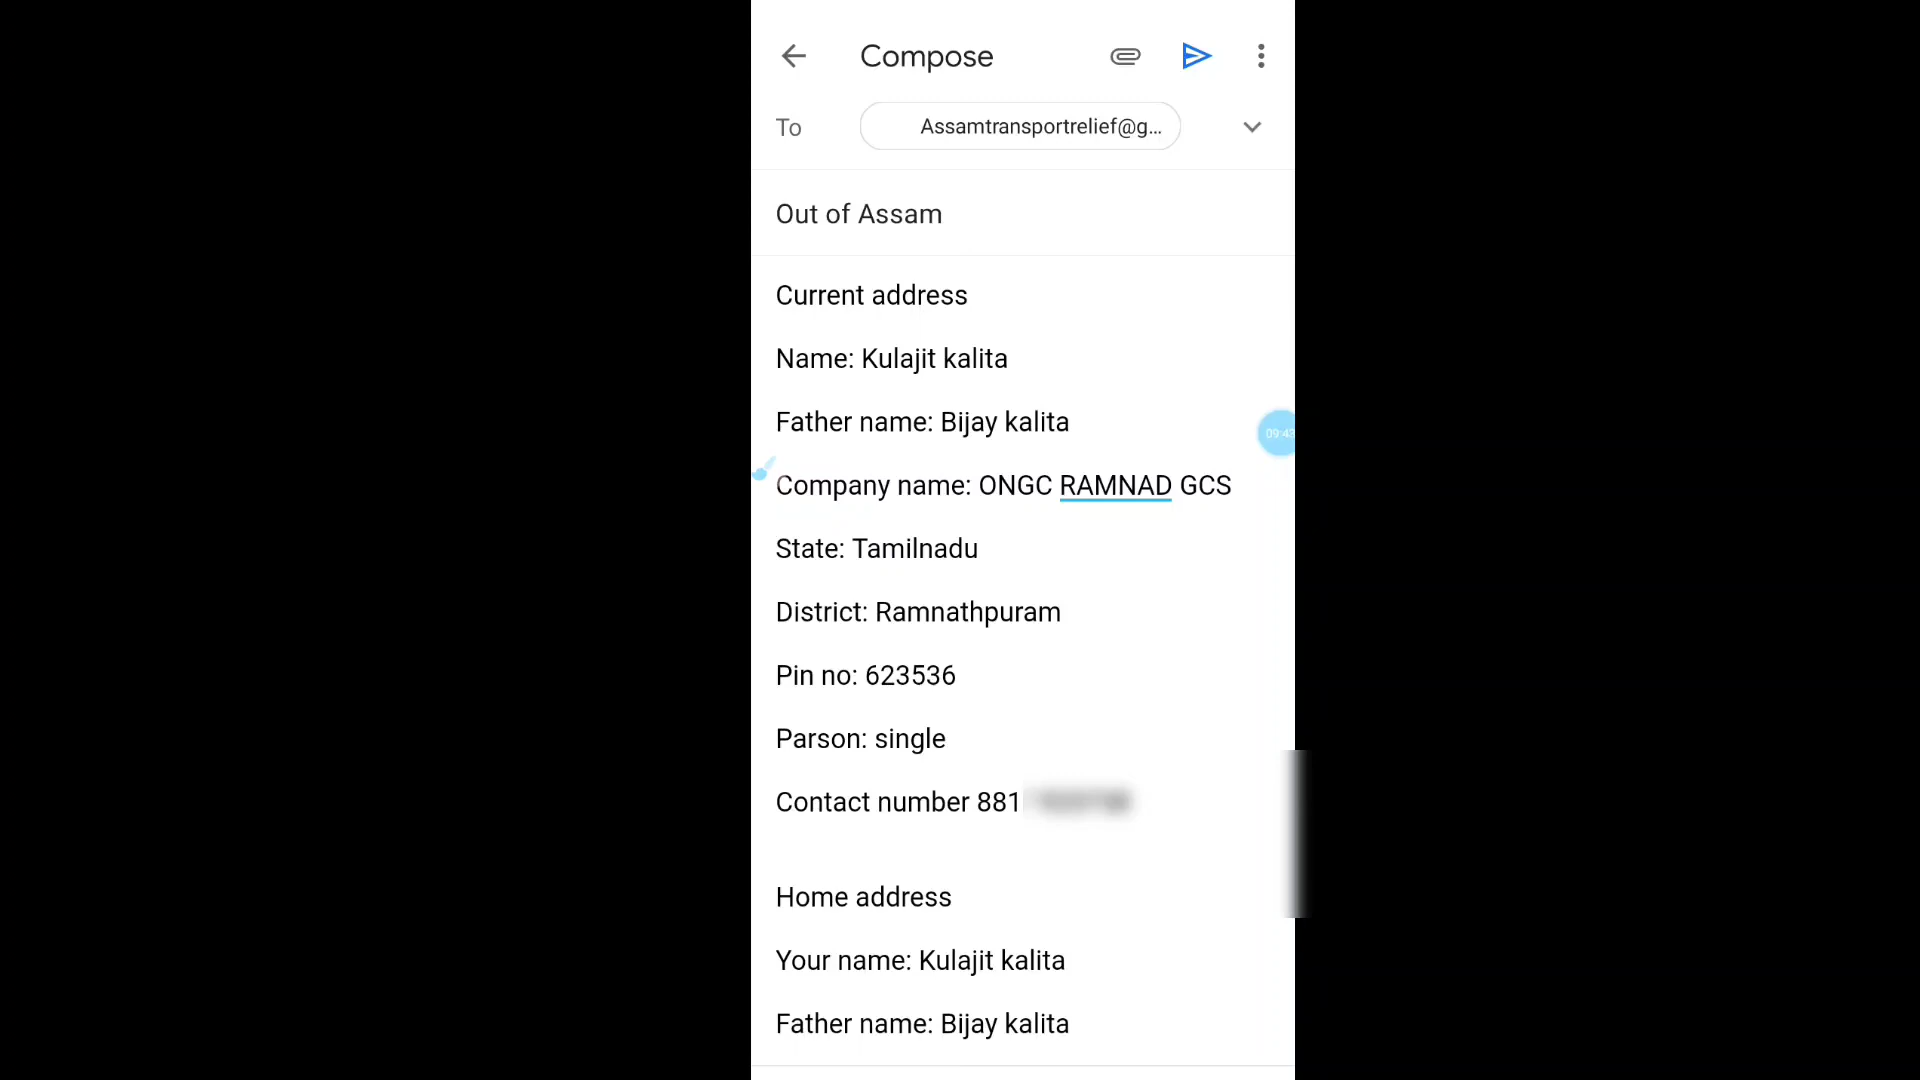 Compose
To
Assamtransportrelief@g...
Out of Assam
Current address
Name: Kulajit kalita
Father name: Bijay kalita
09:43
Company name: ONGC RAMNAD GCS
State: Tamilnadu
District: Ramnathpuram
Pin no: 623536
Parson: single
Contact number 881
Home address
Your name: Kulajit kalita
Father name: Bijay kalita